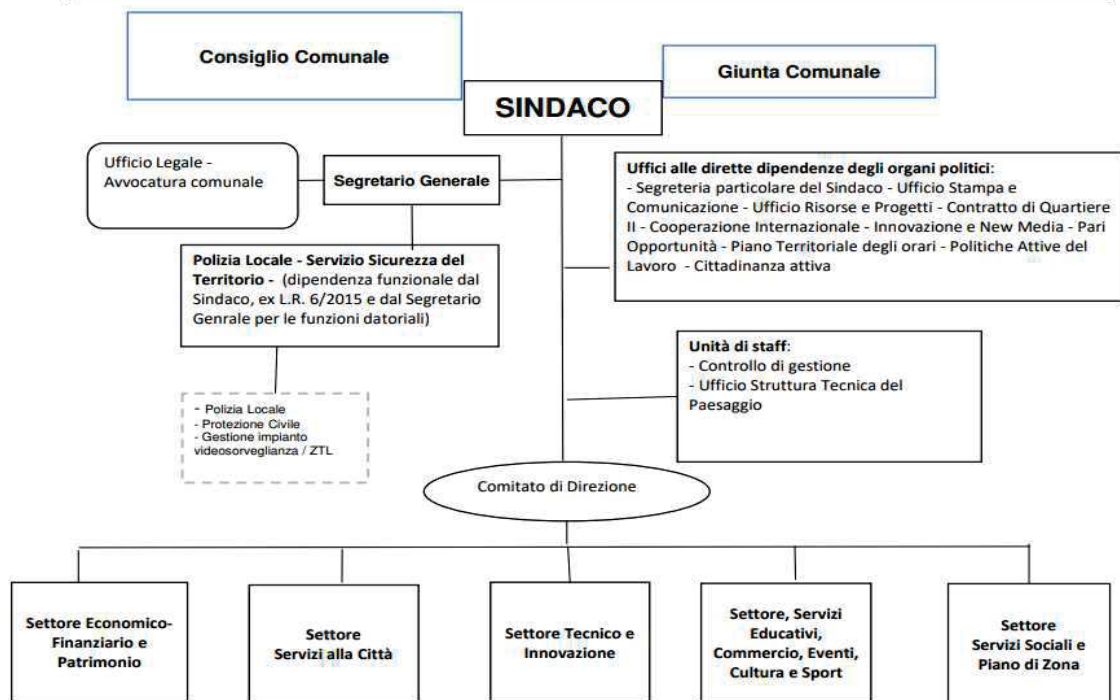 Consiglio Comunale
Giunta Comunale
SINDACO
Ufficio Legale -
Avvocatura comunale
Segretario Generale
Uffici alle dirette dipendenze degli organi politici:
- Segreteria particolare del Sindaco - Ufficio Stampa e
Comunicazione - Ufficio Risorse e Progetti - Contratto di Quartiere
II - Cooperazione Internazionale - Innovazione e New Media - Pari
Opportunità - Piano Territoriale degli orari - Politiche Attive del
Lavoro - Cittadinanza attiva
Polizia Locale - Servizio Sicurezza del
Territorio - (dipendenza funzionale dal
Sindaco, ex L.R. 6/2015 e dal Segretario
Genrale per le funzioni datoriali)
Unità di staff:
- Controllo di gestione
- Ufficio Struttura Tecnica del
Paesaggio
- Polizia Locale
- Protezione Civile
- Gestione impianto
videosorveglianza / ZTL
Comitato di Direzione
Settore Economico-
Finanziario e
Patrimonio
Settore
Servizi alla Città
Settore Tecnico e
Innovazione
Settore, Servizi
Educativi,
Commercio, Eventi,
Cultura e Sport
Settore
Servizi Sociali e
Piano di Zona